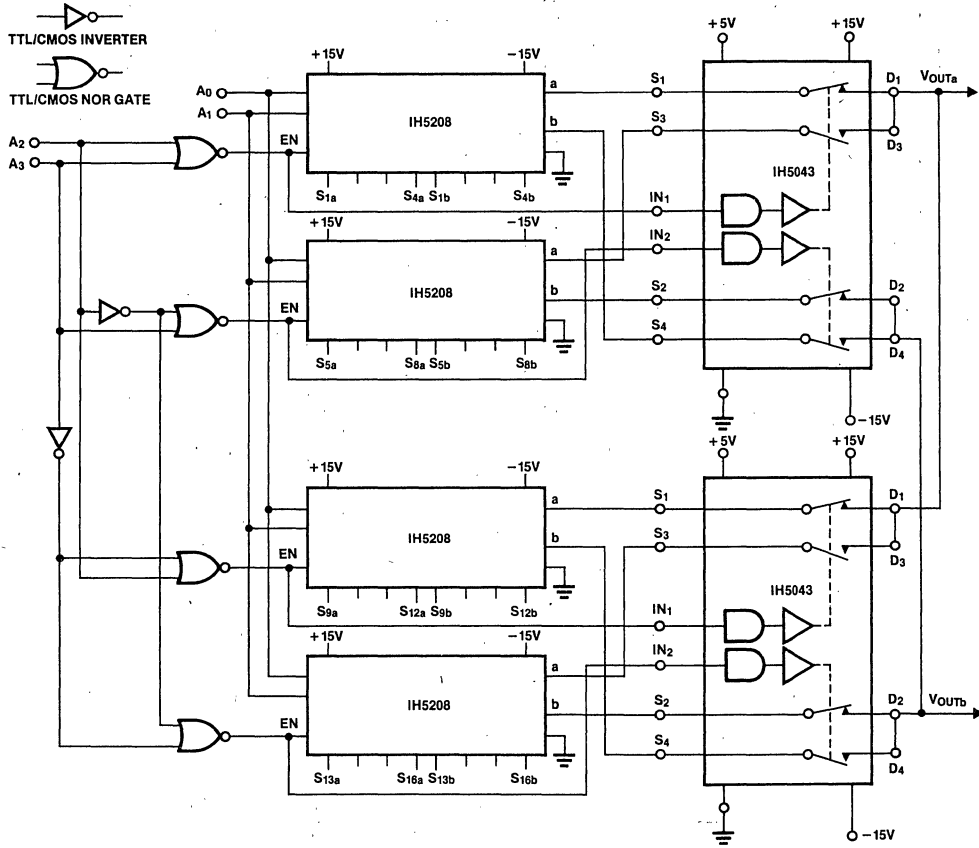 TTL/CMOS INVERTER
TTL/CMOS NOR GATE
+15V
−15V
A0
A1
A2
A3
EN
IH5208
a
b
S1a
S4a
S1b
S4b
+15V
−15V
EN
IH5208
a
b
S5a
S8a
S5b
S8b
+15V
−15V
EN
IH5208
a
b
S9a
S12a
S9b
S12b
+15V
−15V
EN
IH5208
a
b
S13a
S16a
S13b
S16b
+5V
+15V
S1
S3
IN1
IN2
S2
S4
IH5043
D1
D3
D2
D4
VOUTa
−15V
+5V
+15V
S1
S3
IN1
IN2
S2
S4
IH5043
D1
D3
D2
D4
VOUTb
−15V